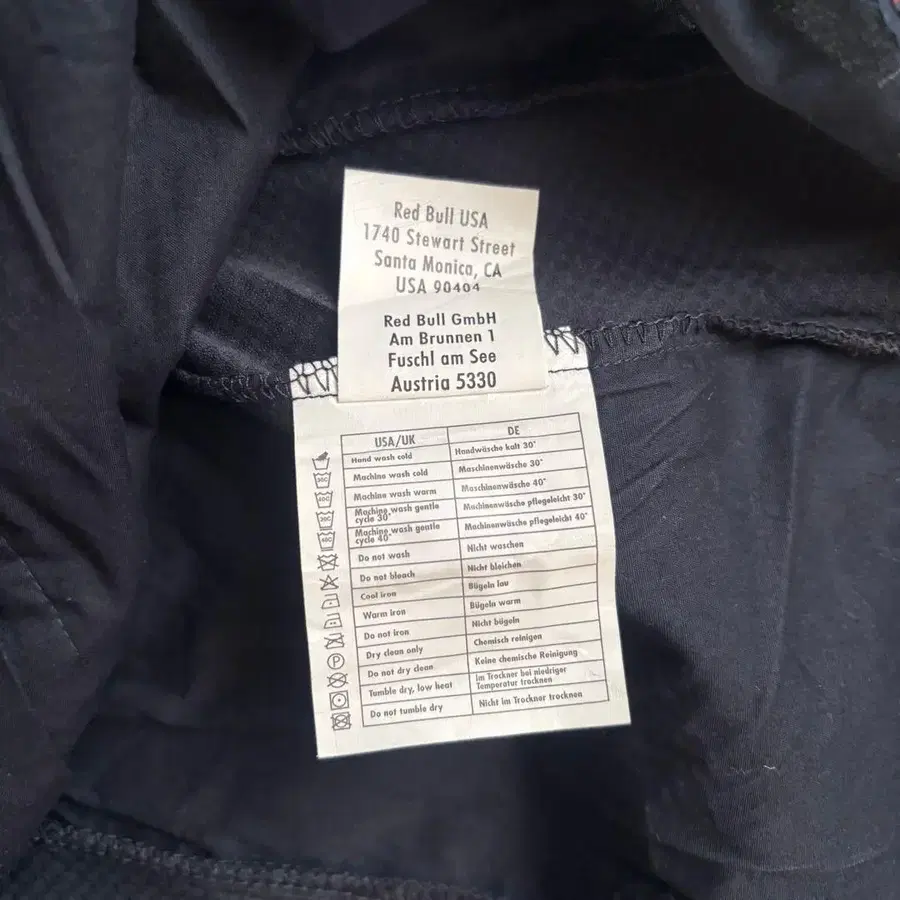 Red Bull USA
1740 Stewart Street
Santa Monica, CA
USA 90404
Red Bull GmbH
Am Brunnen 1
Fuschl am See
Austria 5330
USA/UK DE
Hand wash cold Handwäsche kalt 30°
30C Machine wash cold Maschinenwäsche 30°
40C Machine wash warm Maschinenwäsche 40°
30C Machine wash gentle cycle 30° Maschinenwäsche pflegeleicht 30°
40C Machine wash gentle cycle 40° Maschinenwäsche pflegeleicht 40°
Do not wash Nicht waschen
Do not bleach Nicht bleichen
Cool iron Bügeln lau
Warm iron Bügeln warm
Do not iron Nicht bügeln
P Dry clean only Chemisch reinigen
Do not dry clean Keine chemische Reinigung
Tumble dry, low heat Im Trockner bei niedriger Temperatur trocknen
Do not tumble dry Nicht im Trockner trocknen